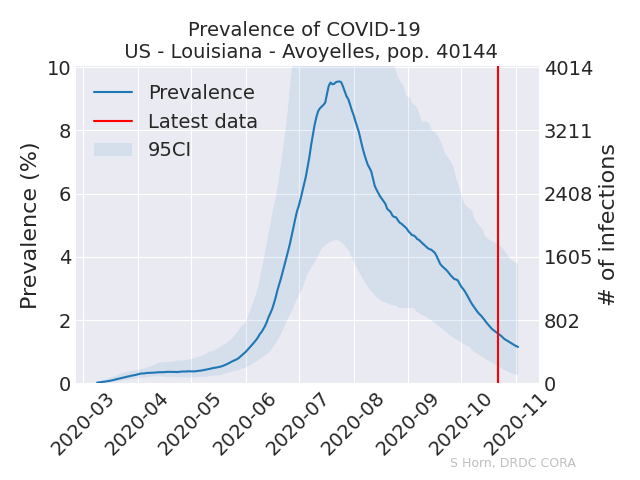 Prevalence of COVID-19
US - Louisiana - Avoyelles, pop. 40144
Prevalence (%)
10
8
6
4
2
0
Prevalence
Latest data
95CI
4014
3211
2408
1605
802
0
# of infections
2020-03
2020-04
2020-05
2020-06
2020-07
2020-08
2020-09
2020-10
2020-11
S Horn, DRDC CORA